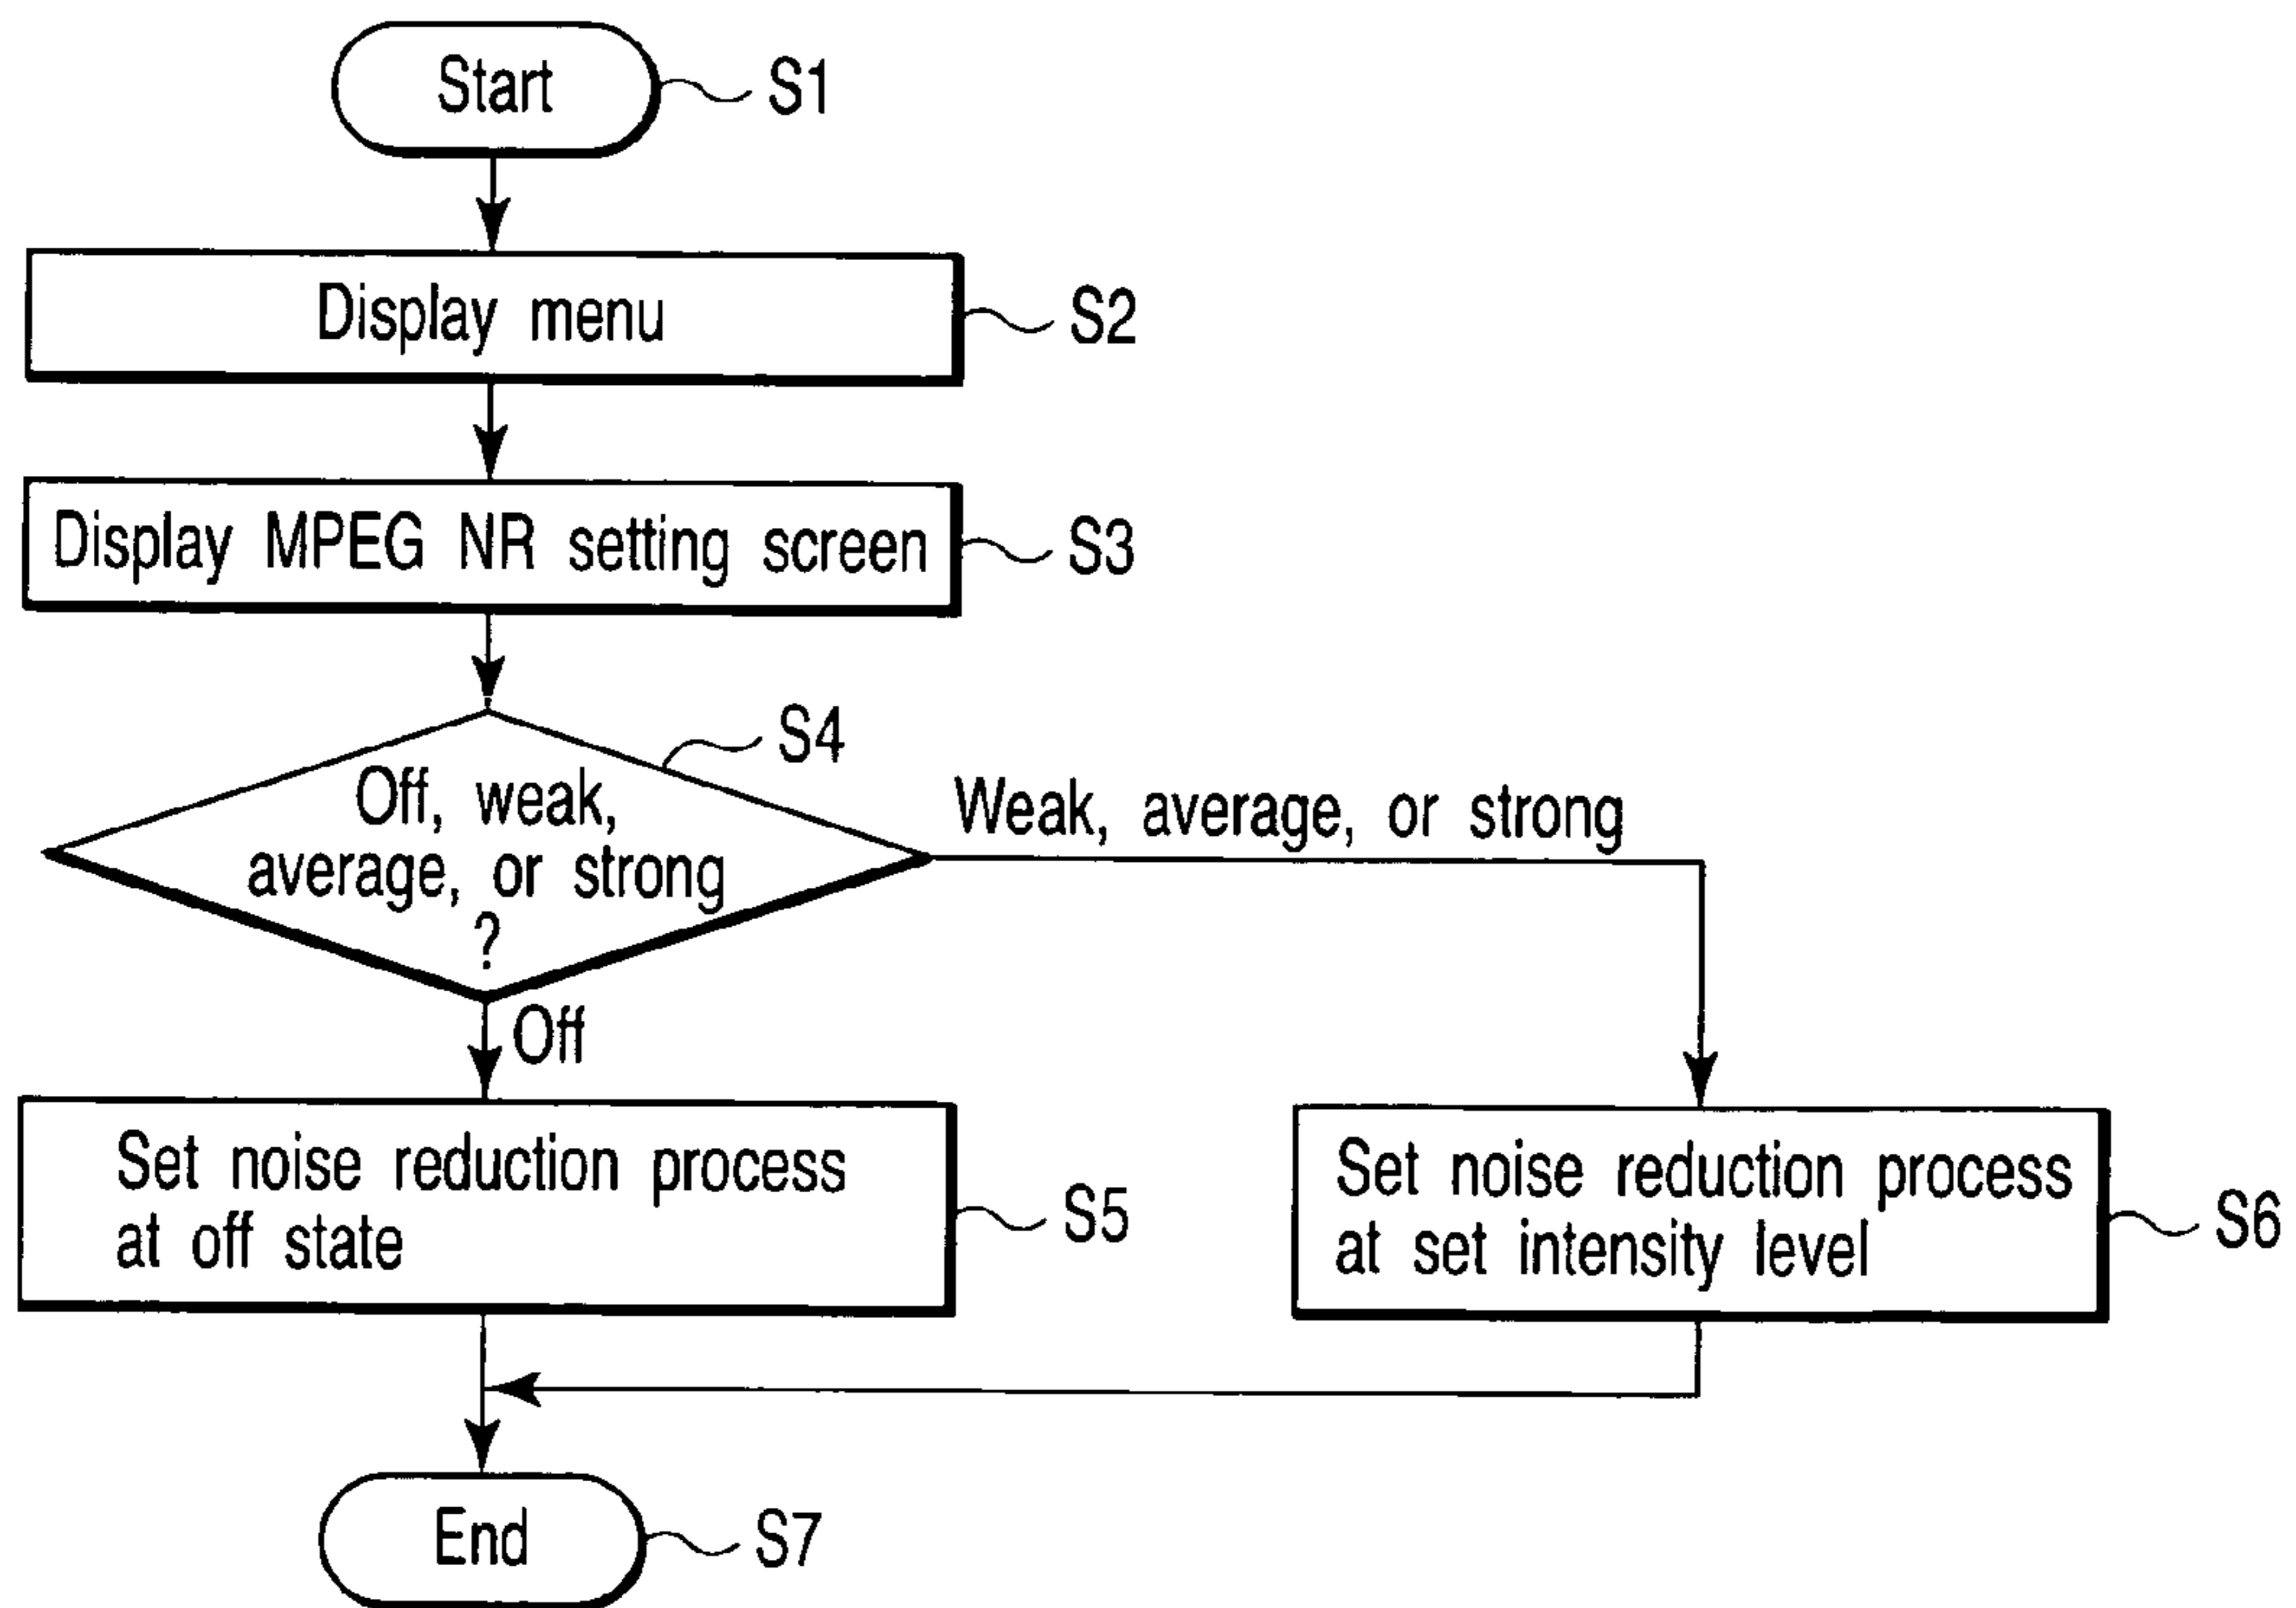 Start
S1
Display menu
S2
Display MPEG NR setting screen
S3
S4
Off, weak,
average, or strong
?
Weak, average, or strong
Off
Set noise reduction process
at off state
S5
Set noise reduction process
at set intensity level
S6
End
S7